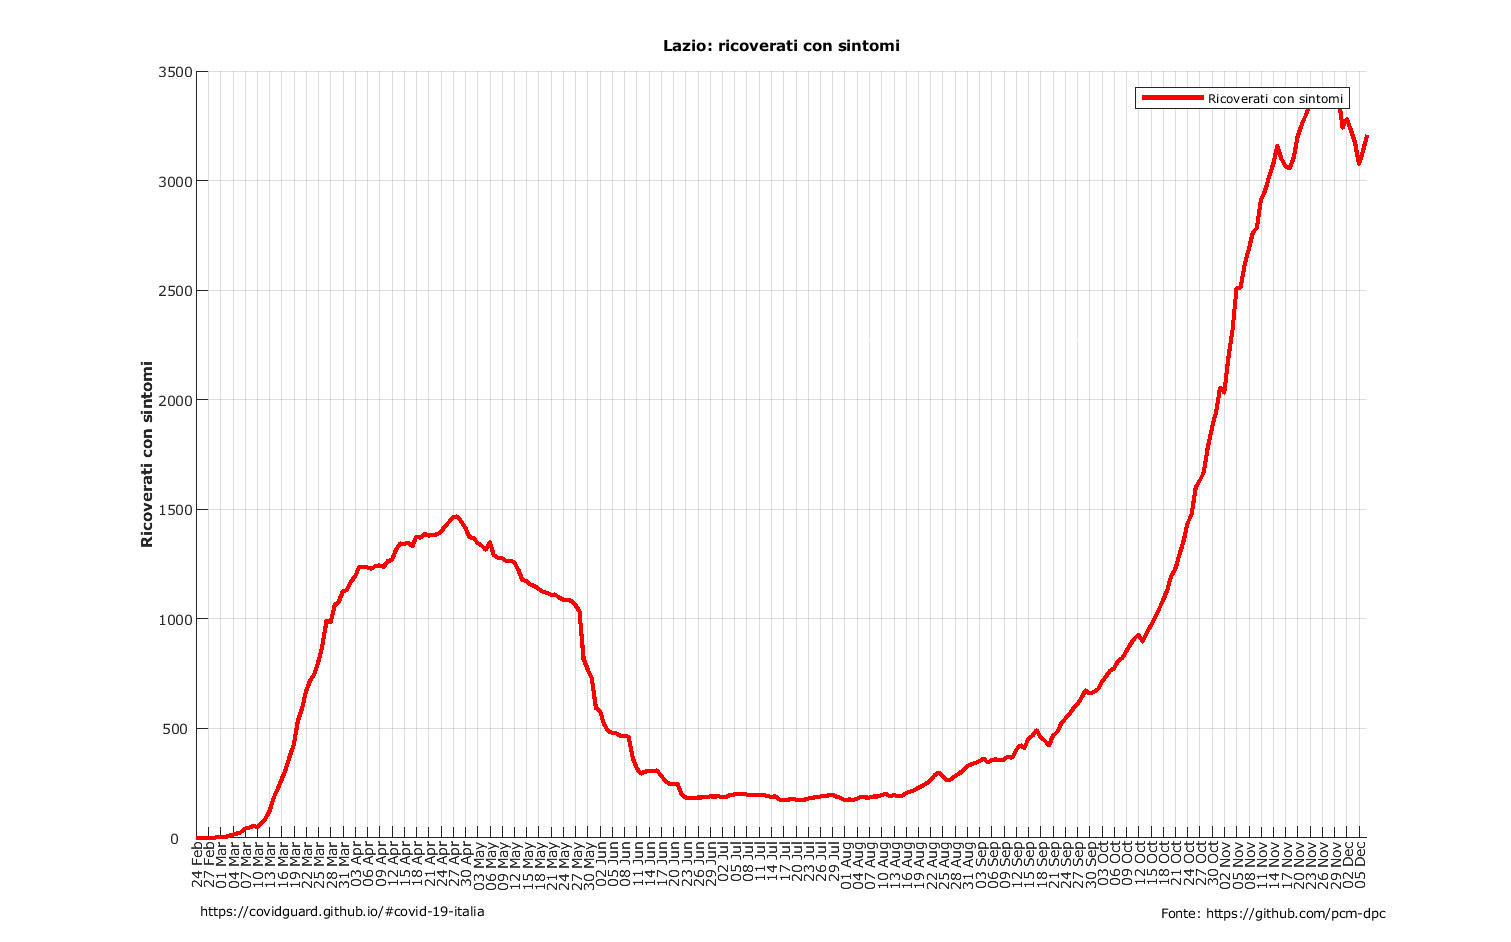 Lazio: ricoverati con sintomi
Ricoverati con sintomi
Ricoverati con sintomi
3500
3000
2500
2000
1500
1000
500
0
24 Feb
27 Feb
01 Mar
04 Mar
07 Mar
10 Mar
13 Mar
16 Mar
19 Mar
22 Mar
25 Mar
28 Mar
31 Mar
03 Apr
06 Apr
09 Apr
12 Apr
15 Apr
18 Apr
21 Apr
24 Apr
27 Apr
30 Apr
03 May
06 May
09 May
12 May
15 May
18 May
21 May
24 May
27 May
30 May
02 Jun
05 Jun
08 Jun
11 Jun
14 Jun
17 Jun
20 Jun
23 Jun
26 Jun
29 Jun
02 Jul
05 Jul
08 Jul
11 Jul
14 Jul
17 Jul
20 Jul
23 Jul
26 Jul
29 Jul
01 Aug
04 Aug
07 Aug
10 Aug
13 Aug
16 Aug
19 Aug
22 Aug
25 Aug
28 Aug
31 Aug
03 Sep
06 Sep
09 Sep
12 Sep
15 Sep
18 Sep
21 Sep
24 Sep
27 Sep
30 Sep
03 Oct
06 Oct
09 Oct
12 Oct
15 Oct
18 Oct
21 Oct
24 Oct
27 Oct
30 Oct
02 Nov
05 Nov
08 Nov
11 Nov
14 Nov
17 Nov
20 Nov
23 Nov
26 Nov
29 Nov
02 Dec
05 Dec
https://covidguard.github.io/#covid-19-italia
Fonte: https://github.com/pcm-dpc